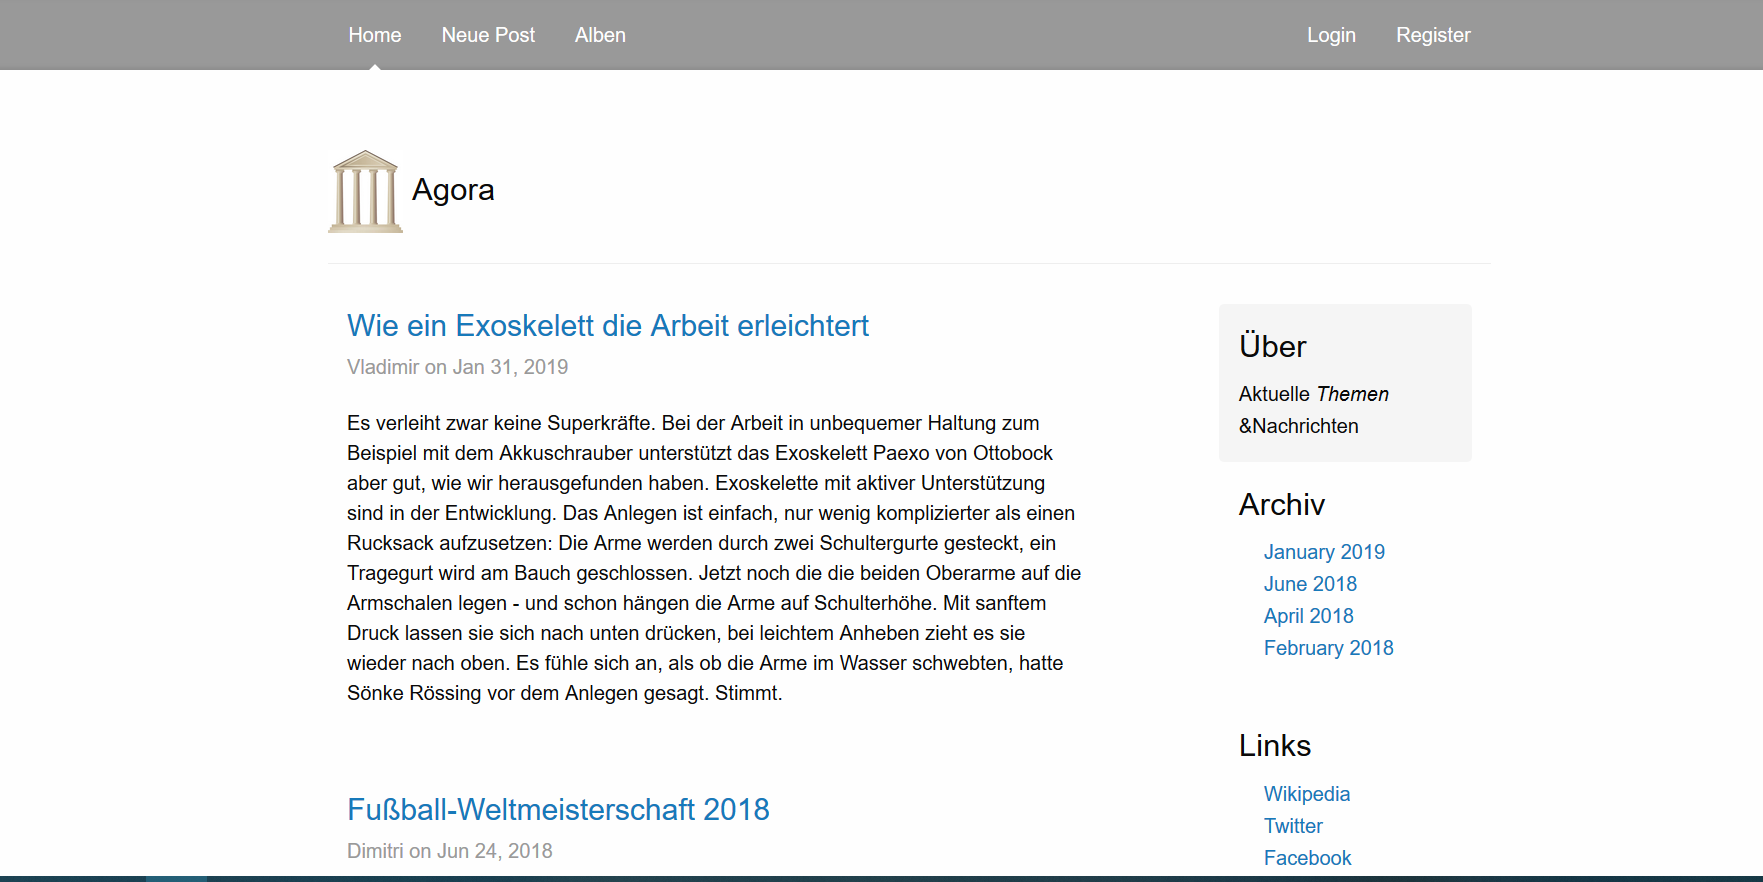 Home Neue Post Alben Login Register
Agora
Wie ein Exoskelett die Arbeit erleichtert
Vladimir on Jan 31, 2019
Es verleiht zwar keine Superkräfte. Bei der Arbeit in unbequemer Haltung zum
Beispiel mit dem Akkuschrauber unterstützt das Exoskelett Paexo von Ottobock
aber gut, wie wir herausgefunden haben. Exoskelette mit aktiver Unterstützung
sind in der Entwicklung. Das Anlegen ist einfach, nur wenig komplizierter als einen
Rucksack aufzusetzen: Die Arme werden durch zwei Schultergurte gesteckt, ein
Tragegurt wird am Bauch geschlossen. Jetzt noch die die beiden Oberarme auf die
Armschalen legen - und schon hängen die Arme auf Schulterhöhe. Mit sanftem
Druck lassen sie sich nach unten drücken, bei leichtem Anheben zieht es sie
wieder nach oben. Es fühle sich an, als ob die Arme im Wasser schwebten, hatte
Sönke Rössing vor dem Anlegen gesagt. Stimmt.
Fußball-Weltmeisterschaft 2018
Dimitri on Jun 24, 2018
Über
Aktuelle Themen
&Nachrichten
Archiv
January 2019
June 2018
April 2018
February 2018
Links
Wikipedia
Twitter
Facebook